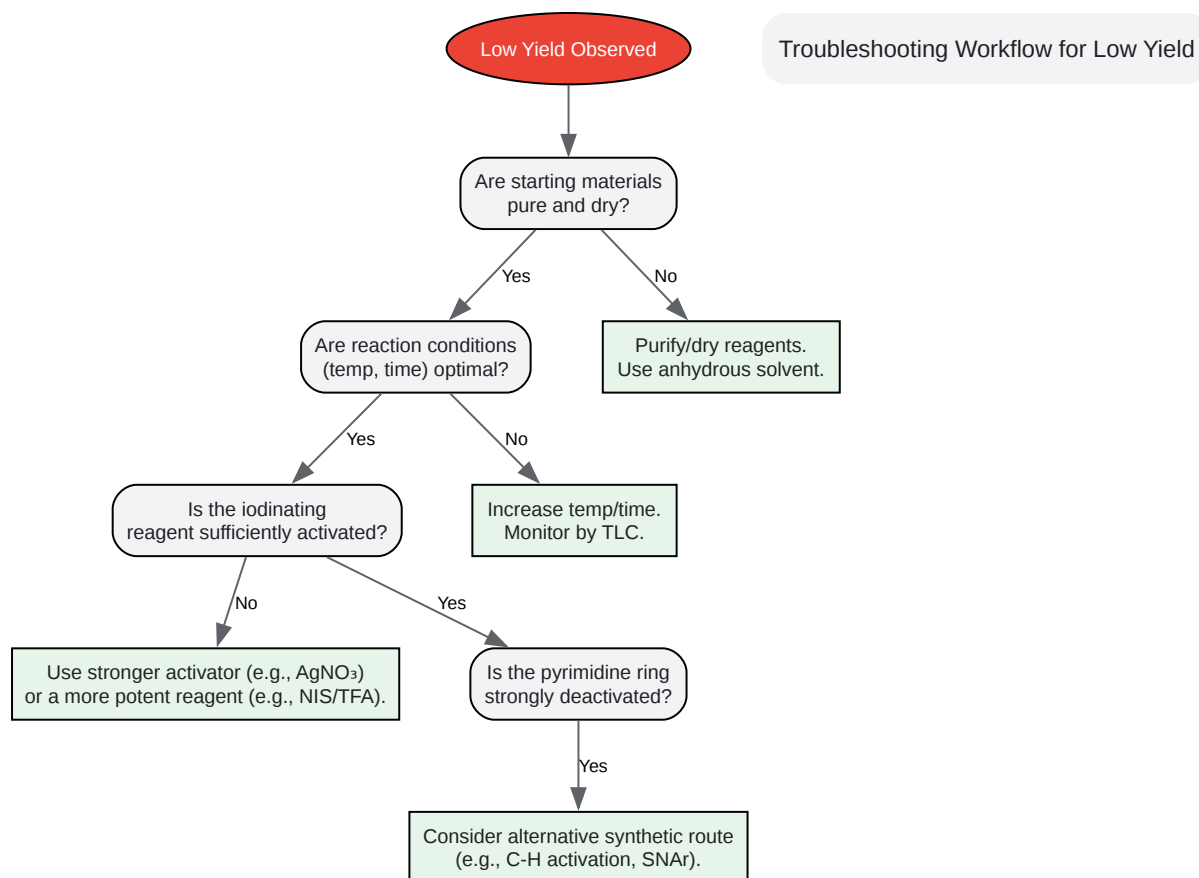 Low Yield Observed
Troubleshooting Workflow for Low Yield
Are starting materials
pure and dry?
Yes
No
Are reaction conditions
(temp, time) optimal?
Purify/dry reagents.
Use anhydrous solvent.
Yes
No
Is the iodinating
reagent sufficiently activated?
Increase temp/time.
Monitor by TLC.
No
Yes
Use stronger activator (e.g., AgNO₃)
or a more potent reagent (e.g., NIS/TFA).
Is the pyrimidine ring
strongly deactivated?
Yes
Consider alternative synthetic route
(e.g., C-H activation, SNAr).